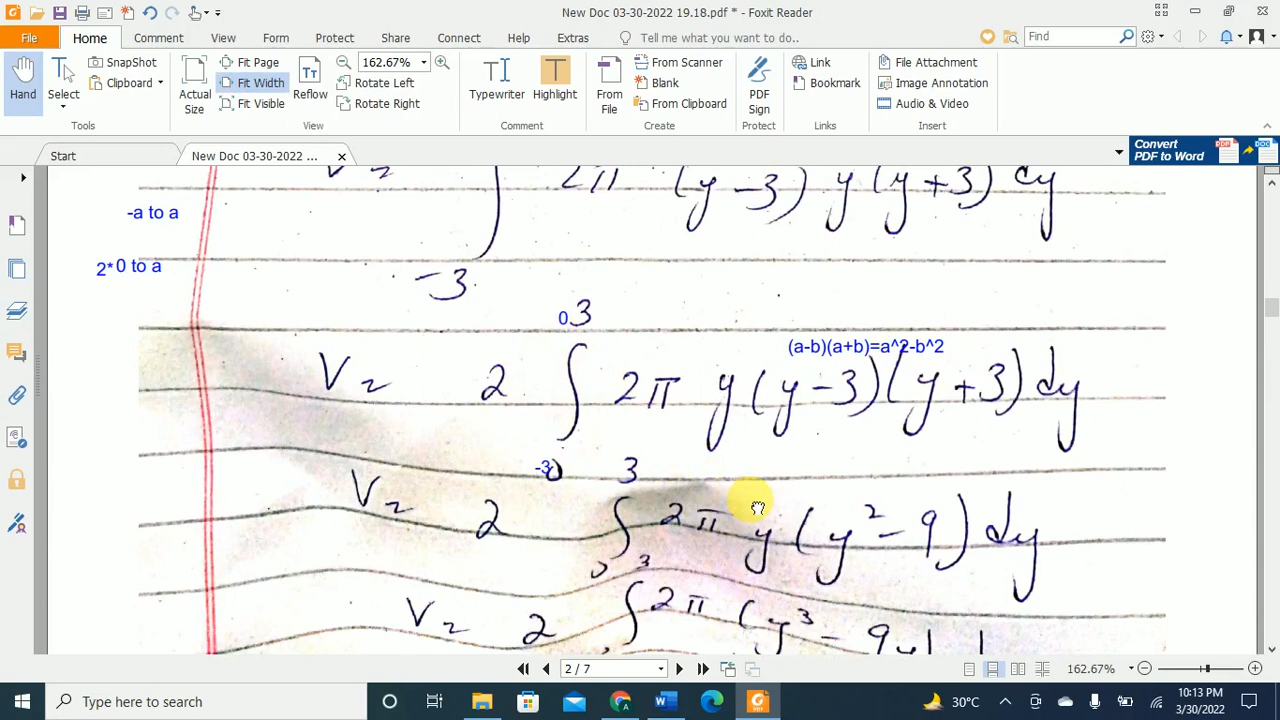 New Doc 03-30-2022 19.18.pdf * - Foxit Reader
File Home Comment View Form Protect Share Connect Help Extras Tell me what you want to do.. Find
Hand Select SnapShot Clipboard Actual Size Fit Page Fit Width Fit Visible Reflow 162.67% Rotate Left Rotate Right Typewriter Highlight From File From Scanner Blank From Clipboard PDF Sign Link Bookmark File Attachment Image Annotation Audio & Video
Tools View Comment Create Protect Links Insert
Start New Doc 03-30-2022 ... Convert PDF to Word
2π (y-3) y (y+3) dy
-a to a
2*0 to a
-3
0 3
(a-b)(a+b)=a^2-b^2
V = 2 ∫ 2π y (y-3)(y+3) dy
-3 0 3
V = 2 ∫ 2π y (y² - 9) dy
3
V = 2 ∫ 2π (y³ - 9y
2 / 7 162.67%
Type here to search 30°C 10:13 PM
3/30/2022